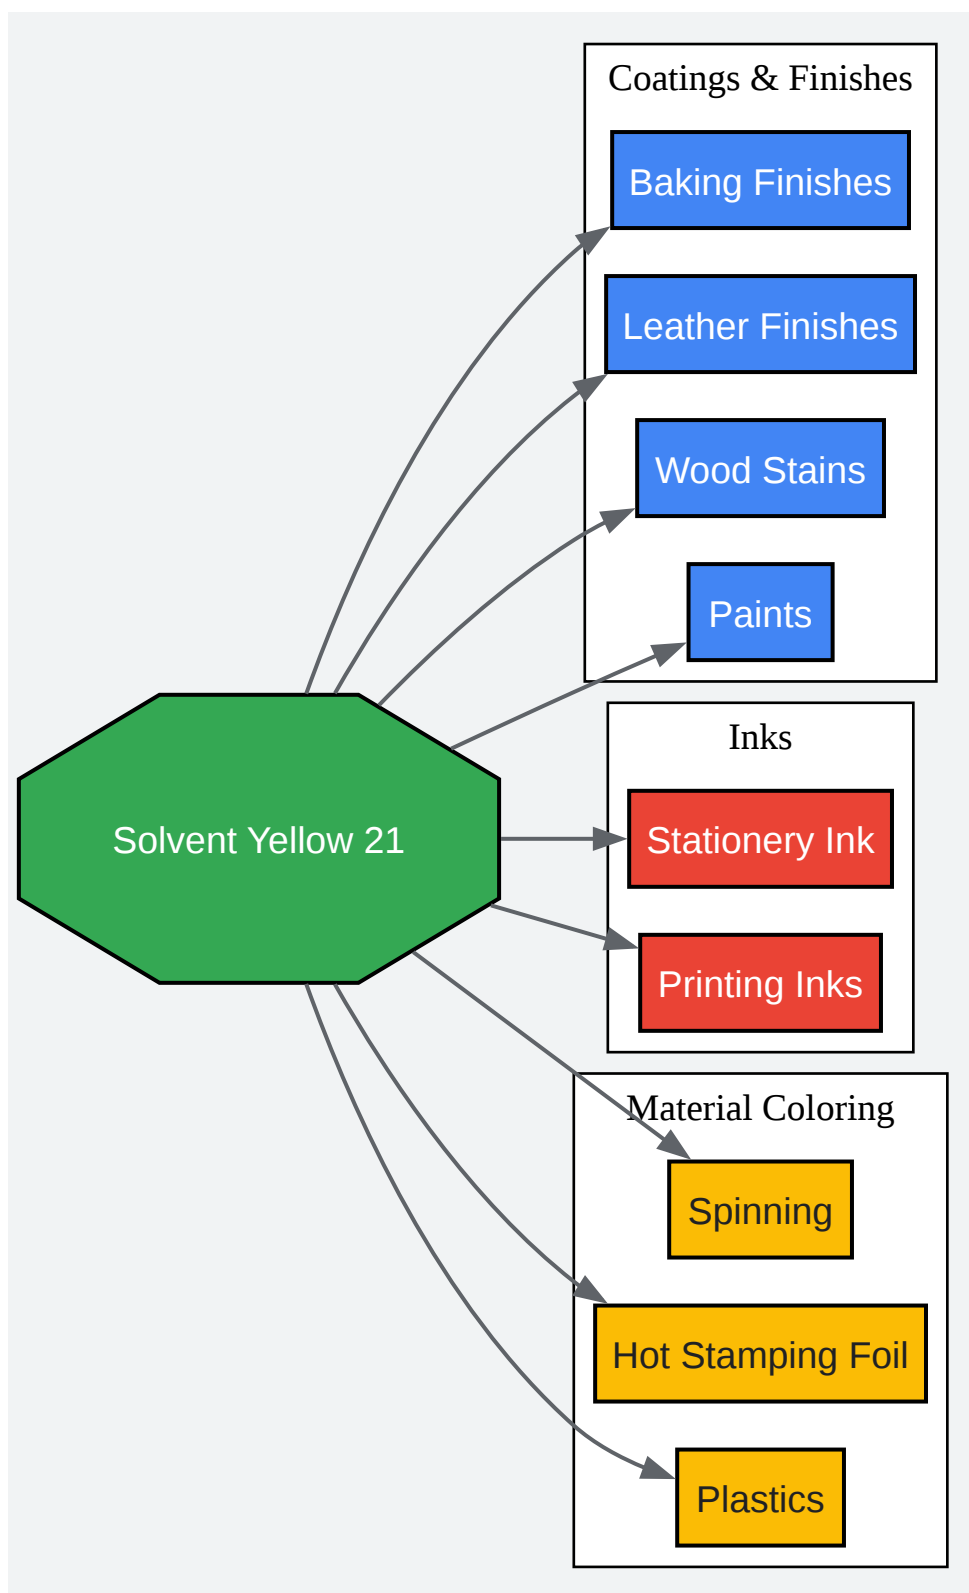 Coatings & Finishes
Baking Finishes
Leather Finishes
Wood Stains
Paints
Solvent Yellow 21
Inks
Stationery Ink
Printing Inks
Material Coloring
Spinning
Hot Stamping Foil
Plastics